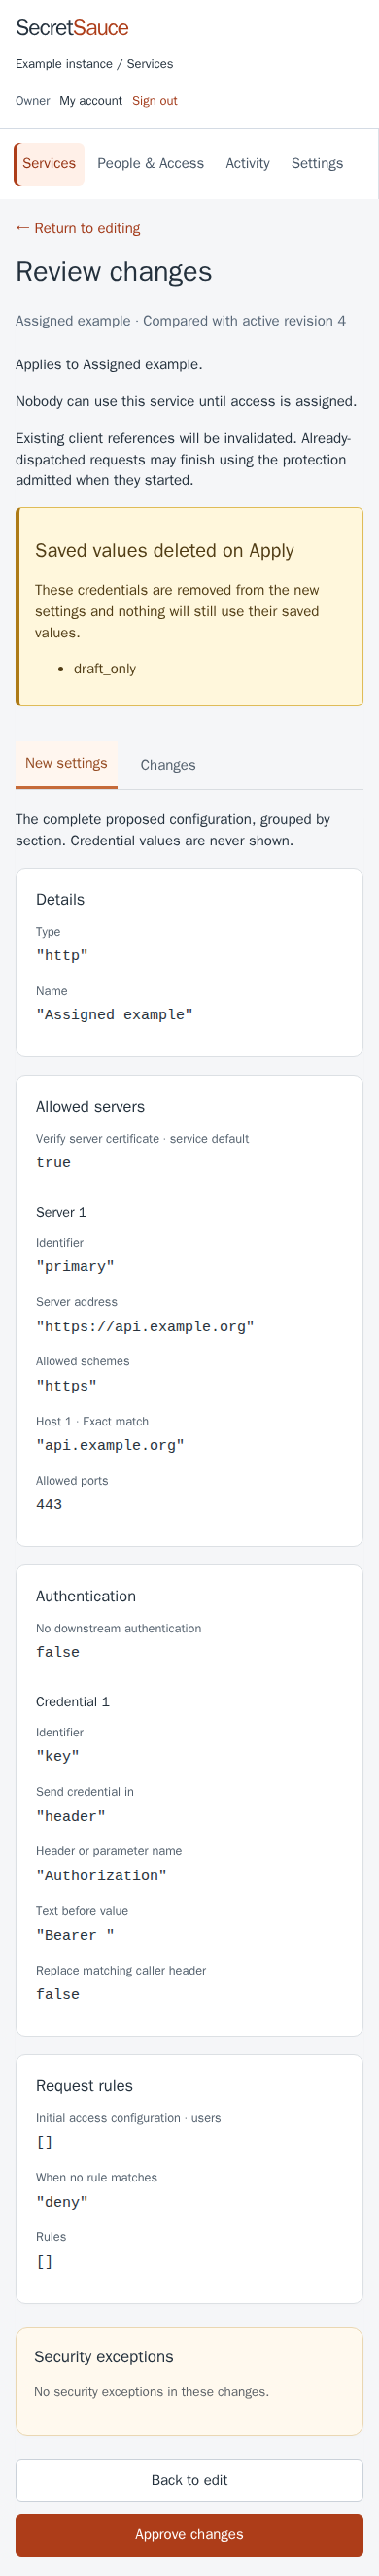 SecretSauce
Example instance / Services
Owner My account Sign out
Services People & Access Activity Settings
← Return to editing
Review changes
Assigned example · Compared with active revision 4
Applies to Assigned example.
Nobody can use this service until access is assigned.
Existing client references will be invalidated. Already-
dispatched requests may finish using the protection
admitted when they started.
Saved values deleted on Apply
These credentials are removed from the new
settings and nothing will still use their saved
values.
• draft_only
New settings Changes
The complete proposed configuration, grouped by
section. Credential values are never shown.
Details
Type
"http"
Name
"Assigned example"
Allowed servers
Verify server certificate · service default
true
Server 1
Identifier
"primary"
Server address
"https://api.example.org"
Allowed schemes
"https"
Host 1 · Exact match
"api.example.org"
Allowed ports
443
Authentication
No downstream authentication
false
Credential 1
Identifier
"key"
Send credential in
"header"
Header or parameter name
"Authorization"
Text before value
"Bearer "
Replace matching caller header
false
Request rules
Initial access configuration · users
[]
When no rule matches
"deny"
Rules
[]
Security exceptions
No security exceptions in these changes.
Back to edit
Approve changes